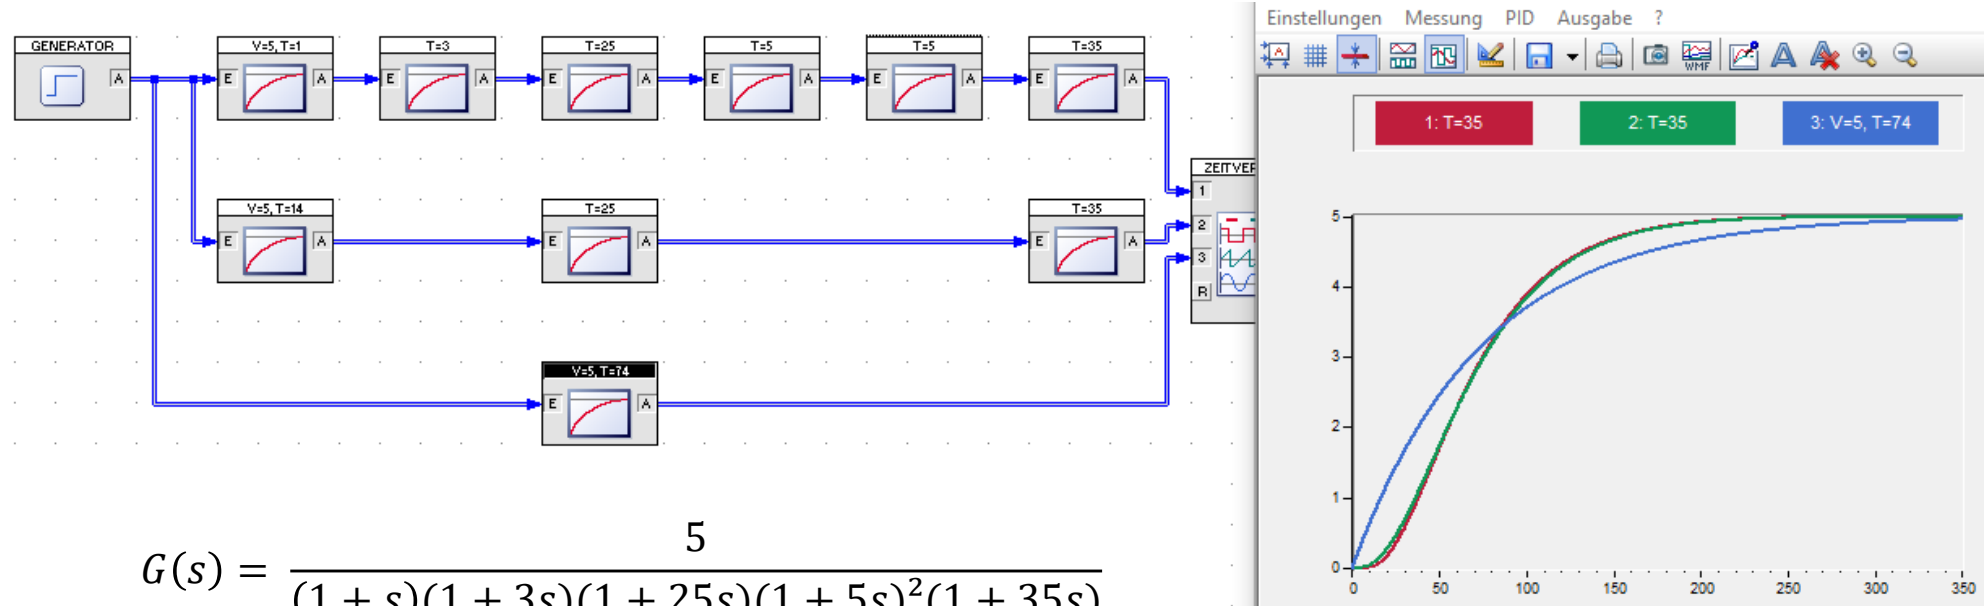 Einstellungen Messung PID Ausgabe ?
GENERATOR
A
V=5, T=1
E A
T=3
E A
T=25
E A
T=5
E A
T=5
E A
T=35
E A
V=5, T=14
E A
T=25
E A
T=35
E A
V=5, T=74
E A
ZEITVER
1
2
3
R
WMF
1: T=35
2: T=35
3: V=5, T=74
5
4
3
2
1
0
0 50 100 150 200 250 300 350
G(s) = 5
(1 + s)(1 + 3s)(1 + 25s)(1 + 5s)²(1 + 35s)